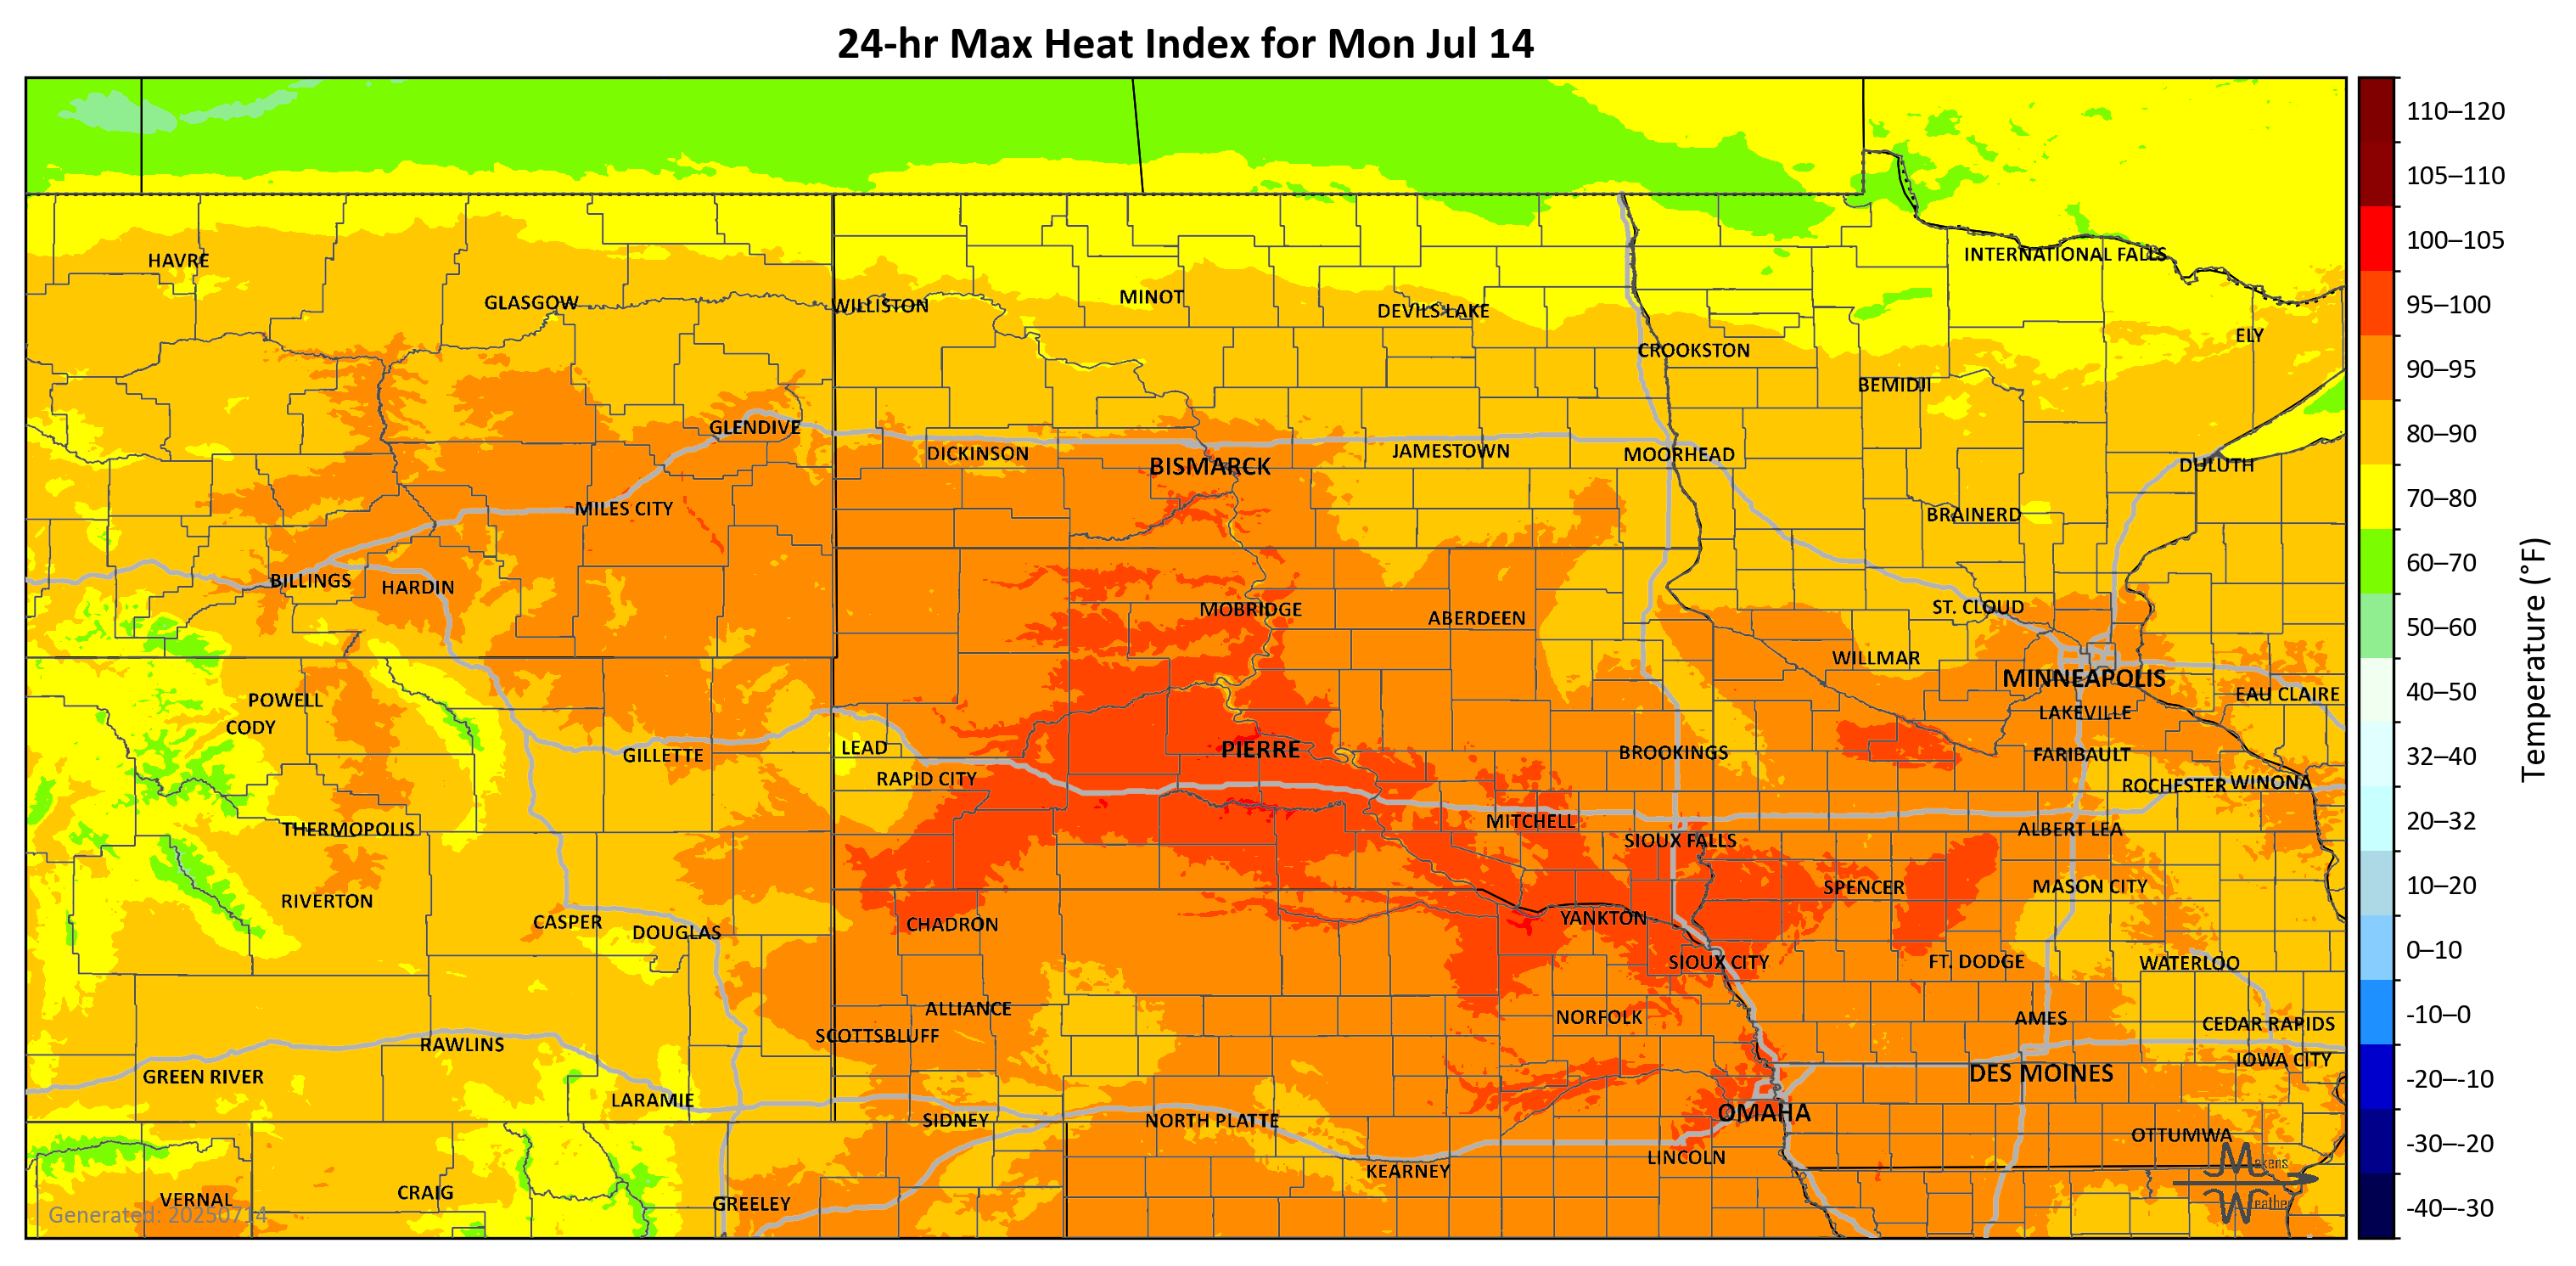 24-hr Max Heat Index for Mon Jul 14
110–120
105–110
100–105
95–100
90–95
80–90
70–80
60–70
50–60
40–50
32–40
20–32
10–20
0–10
-10–0
-20–-10
-30–-20
-40–-30
Temperature (°F)
HAVRE
INTERNATIONAL FALLS
GLASGOW
WILLISTON
MINOT
DEVILS LAKE
ELY
CROOKSTON
BEMIDJI
GLENDIVE
DICKINSON
BISMARCK
JAMESTOWN
MOORHEAD
DULUTH
MILES CITY
BRAINERD
BILLINGS
HARDIN
MOBRIDGE
ABERDEEN
ST. CLOUD
WILLMAR
MINNEAPOLIS
POWELL
EAU CLAIRE
CODY
LAKEVILLE
GILLETTE
LEAD
PIERRE
BROOKINGS
FARIBAULT
RAPID CITY
ROCHESTER
WINONA
THERMOPOLIS
MITCHELL
SIOUX FALLS
ALBERT LEA
RIVERTON
SPENCER
MASON CITY
CASPER
DOUGLAS
CHADRON
YANKTON
SIOUX CITY
FT. DODGE
WATERLOO
ALLIANCE
NORFOLK
AMES
CEDAR RAPIDS
SCOTTSBLUFF
RAWLINS
IOWA CITY
GREEN RIVER
DES MOINES
LARAMIE
SIDNEY
NORTH PLATTE
OMAHA
OTTUMWA
KEARNEY
LINCOLN
VERNAL
CRAIG
GREELEY
Makens
Weather
Generated: 20250714